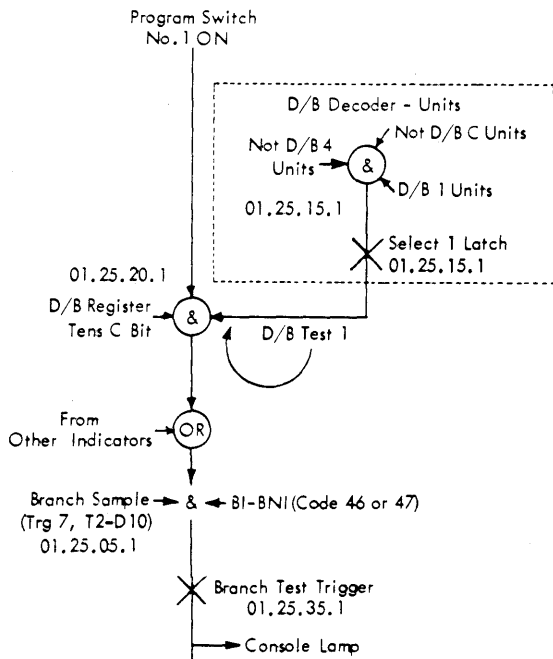 Program Switch
No.1 ON
D/B Decoder - Units
Not D/B C Units
Not D/B 4
Units
&
D/B 1 Units
01.25.15.1
Select 1 Latch
01.25.15.1
01.25.20.1
D/B Register
Tens C Bit
&
D/B Test 1
From
Other Indicators
OR
Branch Sample
(Trg 7, T2-D10)
01.25.05.1
&
BI-BNI (Code 46 or 47)
Branch Test Trigger
01.25.35.1
Console Lamp